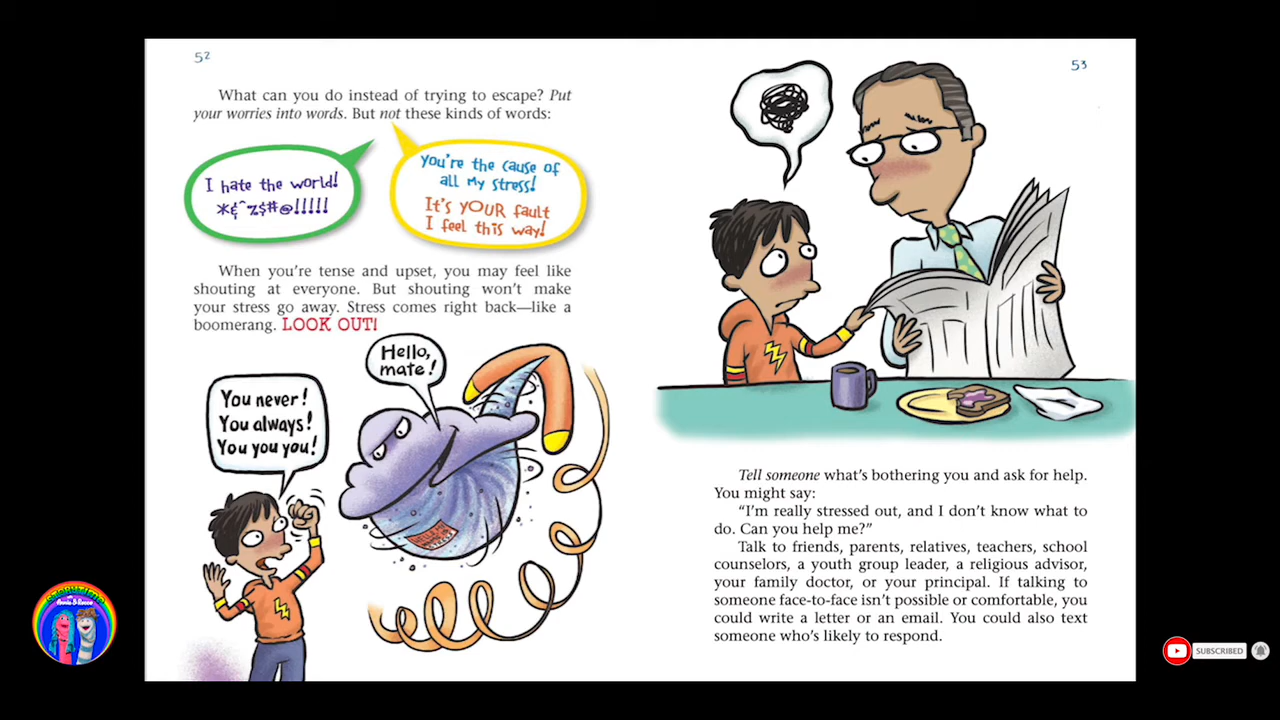 52
What can you do instead of trying to escape? Put
your worries into words. But not these kinds of words:
I hate the world!
*&^%$#@!!!!!
You're the cause of
all my stress!
It's YOUR fault
I feel this way!
When you're tense and upset, you may feel like
shouting at everyone. But shouting won't make
your stress go away. Stress comes right back—like a
boomerang. LOOK OUT!
Hello,
mate!
You never!
You always!
You you you!
53
Tell someone what's bothering you and ask for help.
You might say:
"I'm really stressed out, and I don't know what to
do. Can you help me?"
Talk to friends, parents, relatives, teachers, school
counselors, a youth group leader, a religious advisor,
your family doctor, or your principal. If talking to
someone face-to-face isn't possible or comfortable, you
could write a letter or an email. You could also text
someone who's likely to respond.
SUBSCRIBED